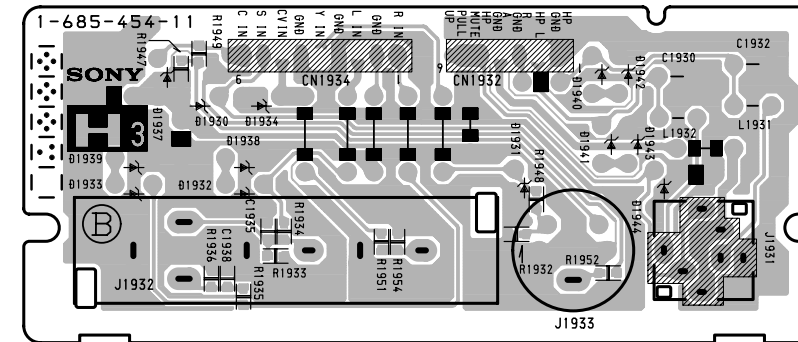 1-685-454-11
R1949
R1947
C IN
S IN
CVIN
GND
Y IN
GND
L IN
GND
R IN
UP
PULL
MUTE
HP
GND
A
GND
R
HP
L
GND
HP
C1932
C1930
SONY
6
CN1934
1
9
CN1932
D1942
D1940
H 3
D1937
D1930
D1934
D1938
L1932
L1931
D1931
D1941
D1943
D1939
D1933
D1932
R1948
C1935
D1944
B
R1934
R1936
C1938
R1933
R1951
R1954
R1932
R1952
J1931
J1932
R1935
J1933